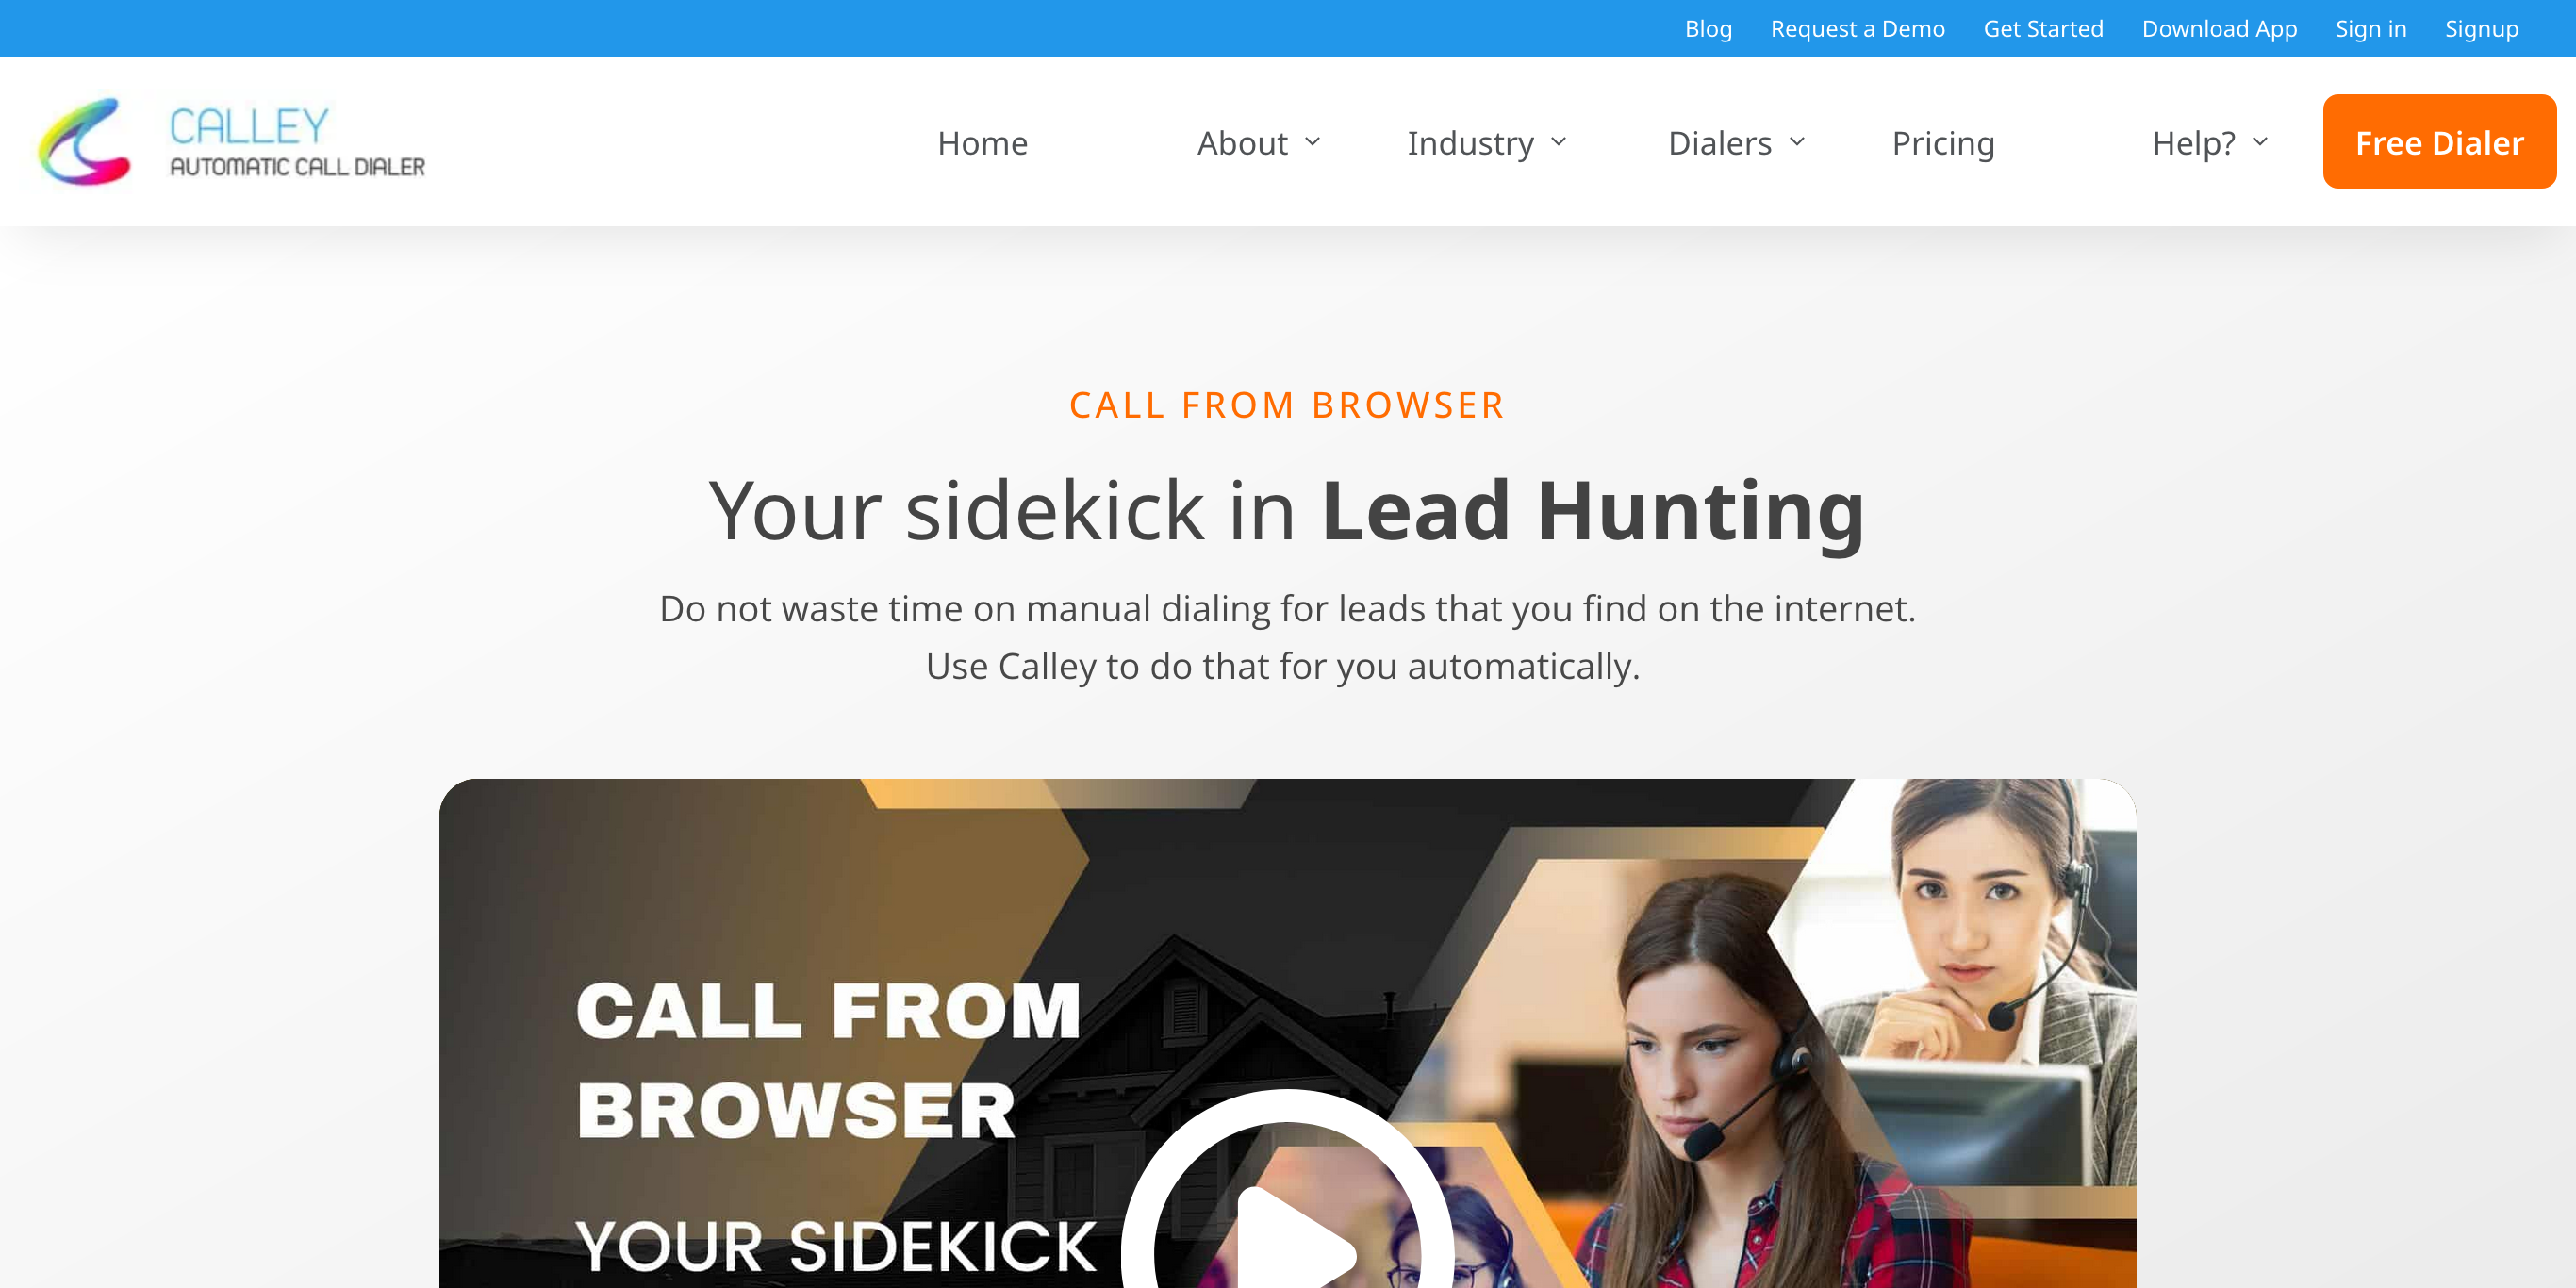 Blog Request a Demo Get Started Download App Sign in Signup
CALLEY
AUTOMATIC CALL DIALER
Home About Industry Dialers Pricing Help? Free Dialer
CALL FROM BROWSER
Your sidekick in Lead Hunting
Do not waste time on manual dialing for leads that you find on the internet.
Use Calley to do that for you automatically.
CALL FROM
BROWSER
YOUR SIDEKICK